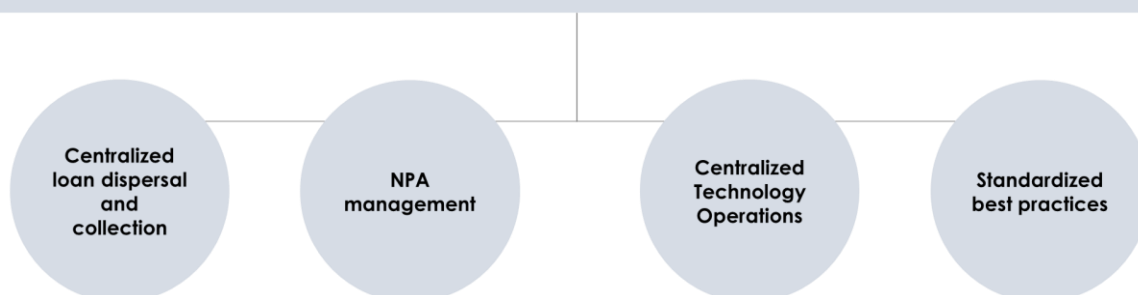 Centralized
loan dispersal
and
collection
NPA
management
Centralized
Technology
Operations
Standardized
best practices